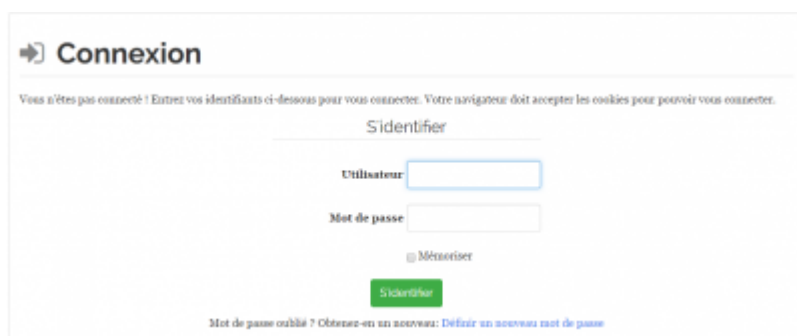 Connexion
Vous n'êtes pas connecté ! Entrez vos identifiants ci-dessous pour vous connecter. Votre navigateur doit accepter les cookies pour pouvoir vous connecter.
S'identifier
Utilisateur
Mot de passe
Mémoriser
S'identifier
Mot de passe oublié ? Obtenez-en un nouveau: Définir un nouveau mot de passe